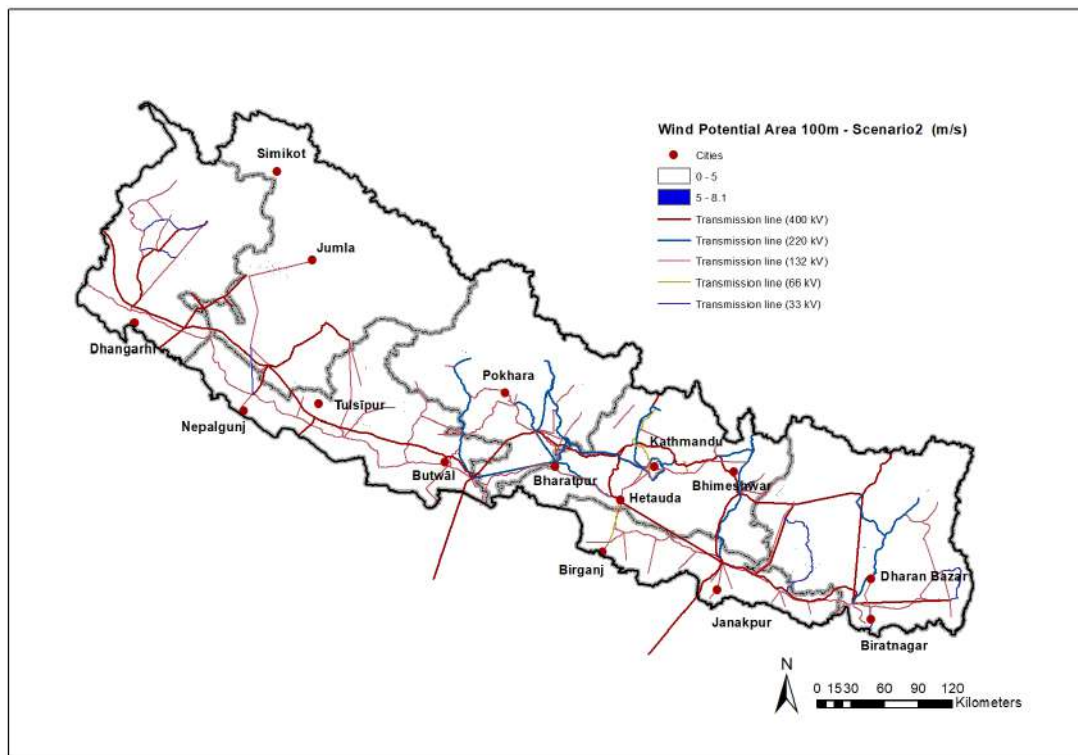 Wind Potential Area 100m - Scenario2 (m/s)
Cities
0 - 5
5 - 8.1
Transmission line (400 kV)
Transmission line (220 kV)
Transmission line (132 kV)
Transmission line (66 kV)
Transmission line (33 kV)
Simikot
Jumla
Dhangarhi
Pokhara
Tulsīpur
Nepalgunj
Kathmandu
Butwāl
Bharatpur
Bhimeshwar
Hetauda
Birganj
Dharan Bazar
Janakpur
Biratnagar
N
0 15 30 60 90 120
Kilometers